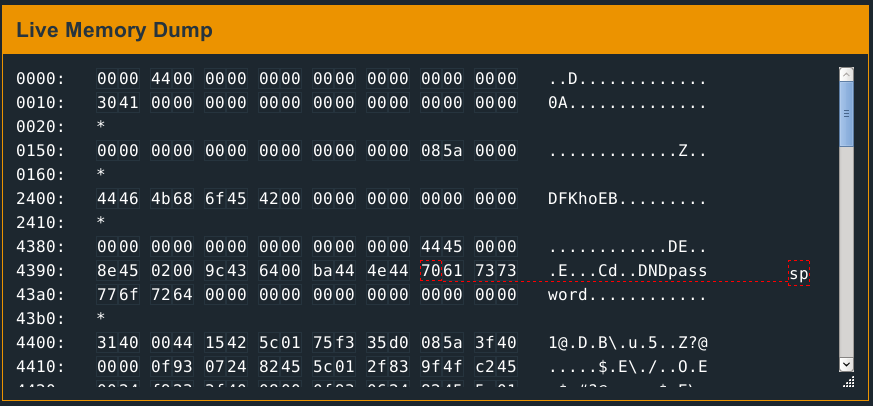 Live Memory Dump
0000: 0000 4400 0000 0000 0000 0000 0000 0000 ..D.............
0010: 3041 0000 0000 0000 0000 0000 0000 0000 0A..............
0020: *
0150: 0000 0000 0000 0000 0000 0000 085a 0000 .............Z..
0160: *
2400: 4446 4b68 6f45 4200 0000 0000 0000 0000 DFKhoEB.........
2410: *
4380: 0000 0000 0000 0000 0000 0000 4445 0000 ............DE..
4390: 8e45 0200 9c43 6400 ba44 4e44 7061 7373 .E...Cd..DNDpass sp
43a0: 776f 7264 0000 0000 0000 0000 0000 0000 word............
43b0: *
4400: 3140 0044 1542 5c01 75f3 35d0 085a 3f40 1@.D.B\.u.5..Z?@
4410: 0000 0f93 0724 8245 5c01 2f83 9f4f c245 .....$.E\./..O.E